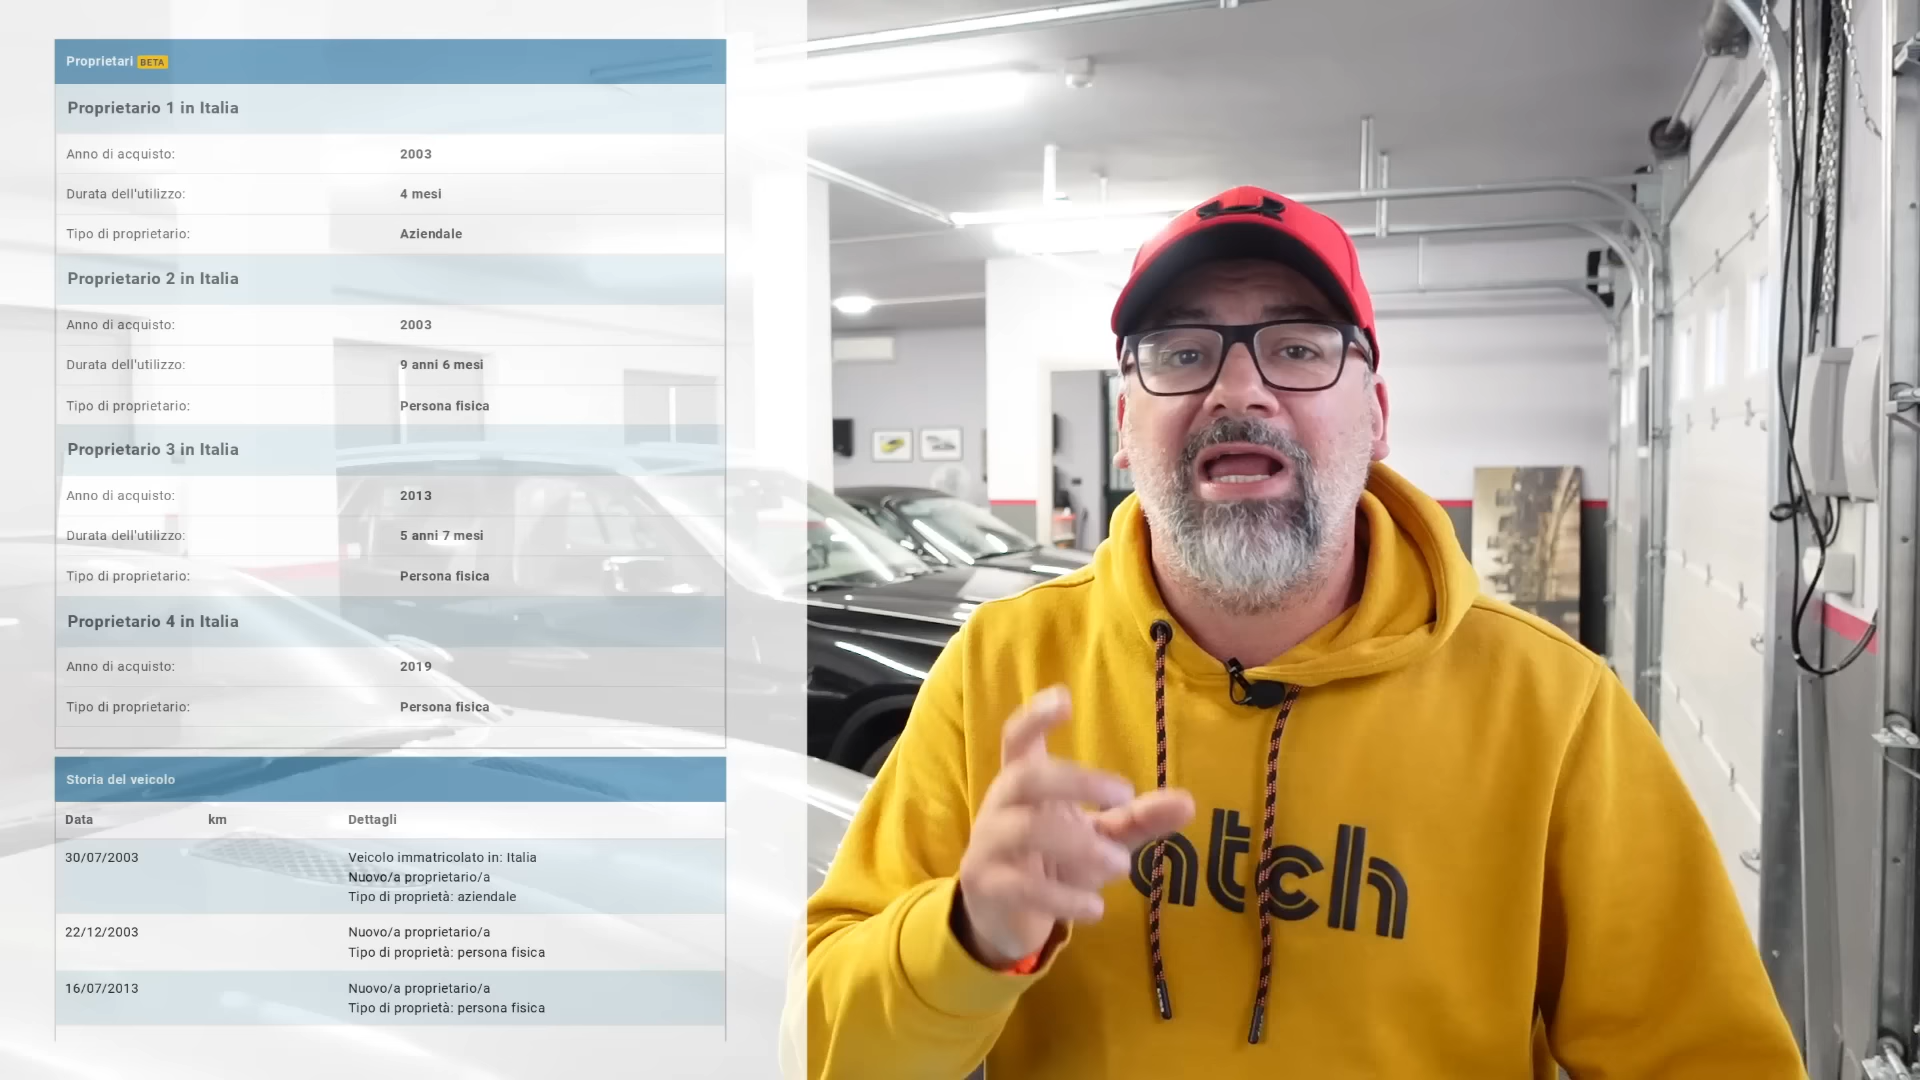 Proprietari BETA
Proprietario 1 in Italia
Anno di acquisto: 2003
Durata dell'utilizzo: 4 mesi
Tipo di proprietario: Aziendale
Proprietario 2 in Italia
Anno di acquisto: 2003
Durata dell'utilizzo: 9 anni 6 mesi
Tipo di proprietario: Persona fisica
Proprietario 3 in Italia
Anno di acquisto: 2013
Durata dell'utilizzo: 5 anni 7 mesi
Tipo di proprietario: Persona fisica
Proprietario 4 in Italia
Anno di acquisto: 2019
Tipo di proprietario: Persona fisica
Storia del veicolo
Data km Dettagli
30/07/2003 Veicolo immatricolato in: Italia
Nuovo/a proprietario/a
Tipo di proprietà: aziendale
22/12/2003 Nuovo/a proprietario/a
Tipo di proprietà: persona fisica
16/07/2013 Nuovo/a proprietario/a
Tipo di proprietà: persona fisica
atch